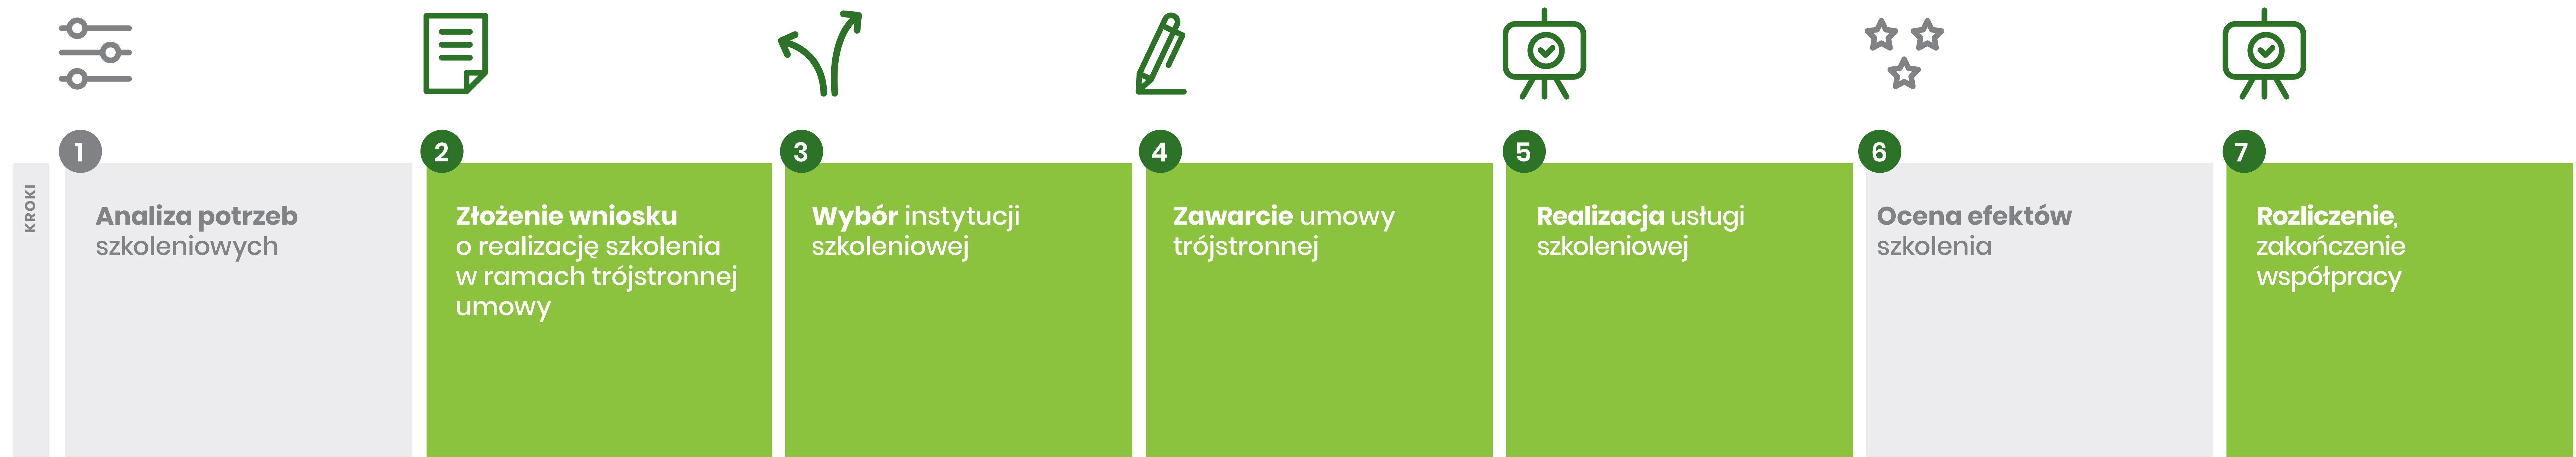 KROKI
1
Analiza potrzeb
szkoleniowych
2
Złożenie wniosku
o realizację szkolenia
w ramach trójstronnej
umowy
3
Wybór instytucji
szkoleniowej
4
Zawarcie umowy
trójstronnej
5
Realizacja usługi
szkoleniowej
6
Ocena efektów
szkolenia
7
Rozliczenie,
zakończenie
współpracy